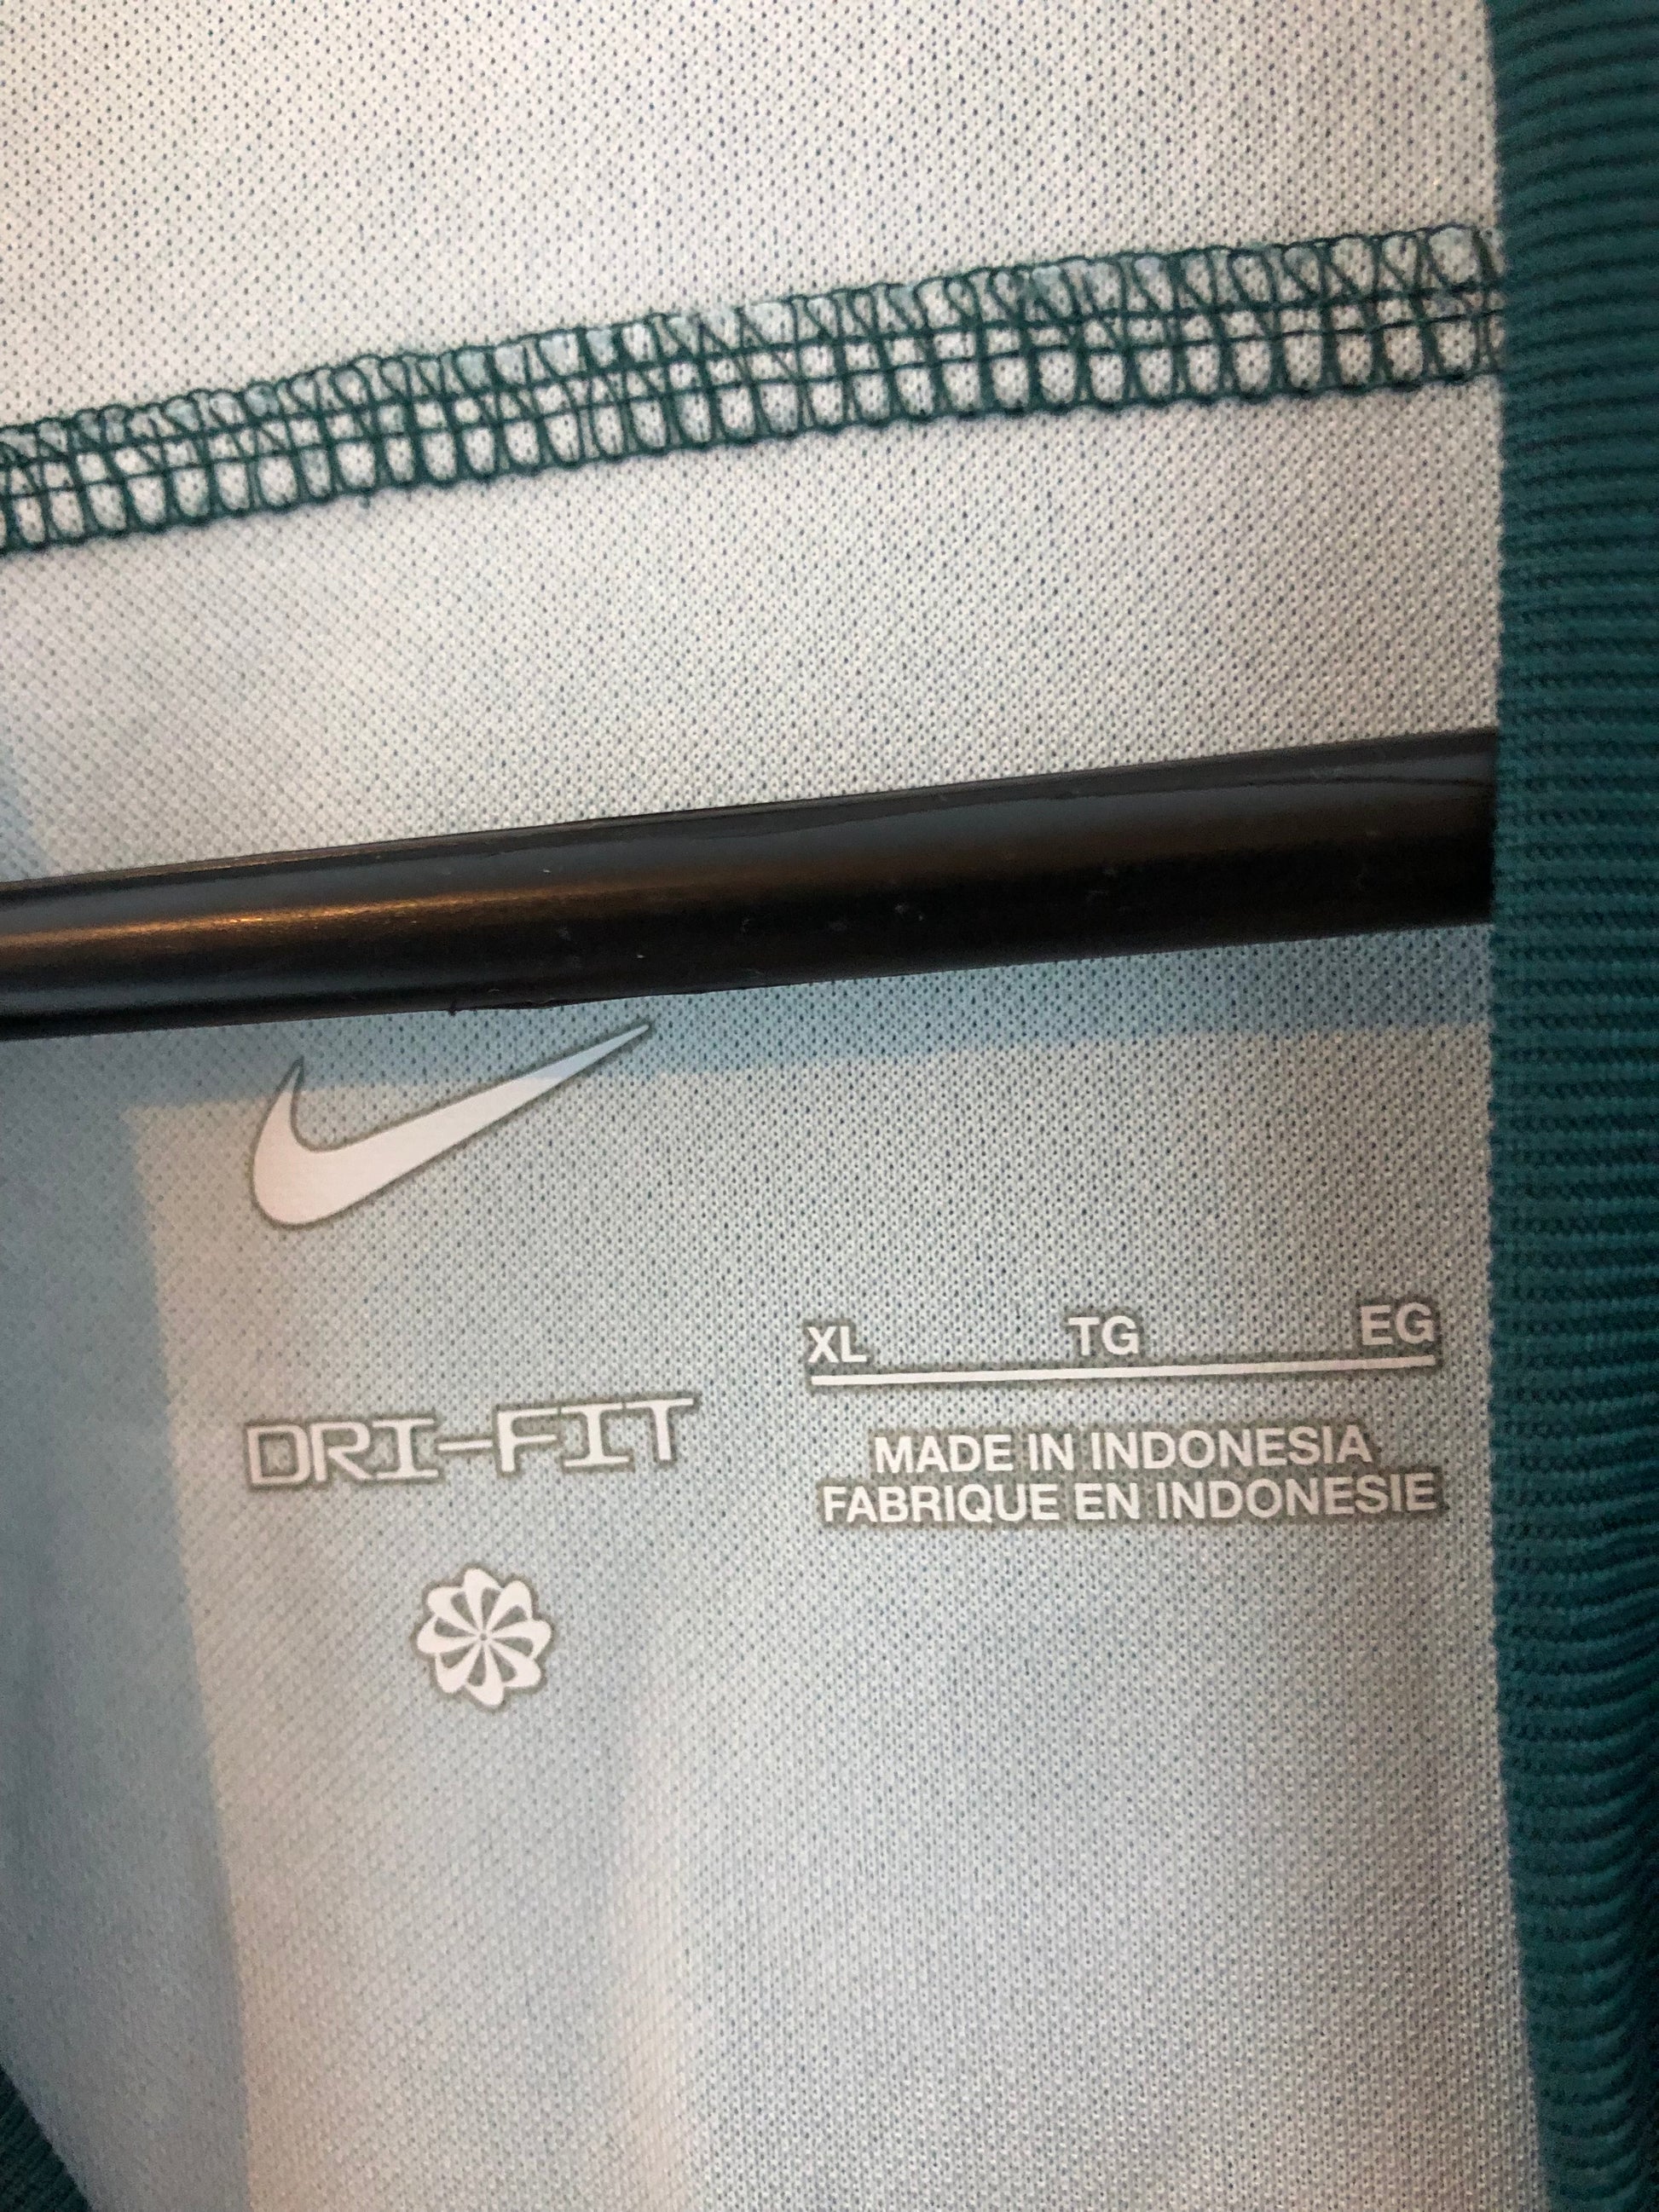 XL TG EG
DRI-FIT
MADE IN INDONESIA
FABRIQUE EN INDONESIE